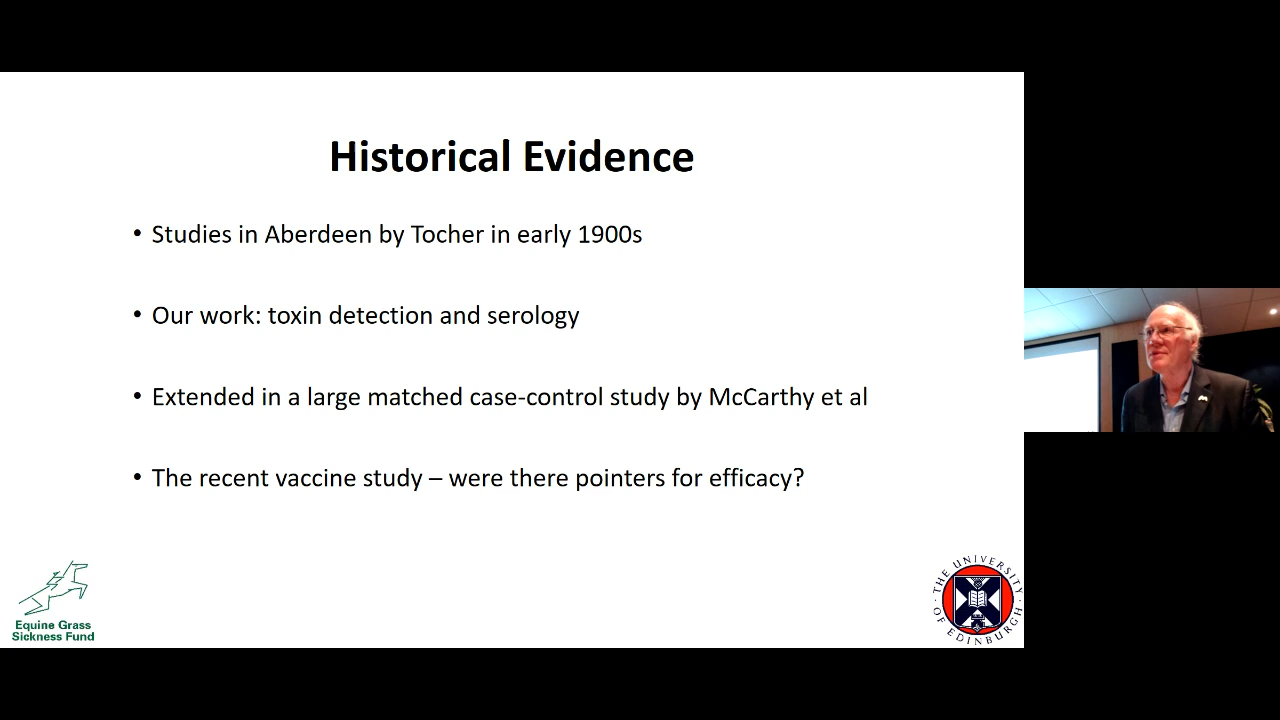 Historical Evidence
• Studies in Aberdeen by Tocher in early 1900s
• Our work: toxin detection and serology
• Extended in a large matched case-control study by McCarthy et al
• The recent vaccine study – were there pointers for efficacy?
Equine Grass
Sickness Fund
THE UNIVERSITY
OF EDINBURGH